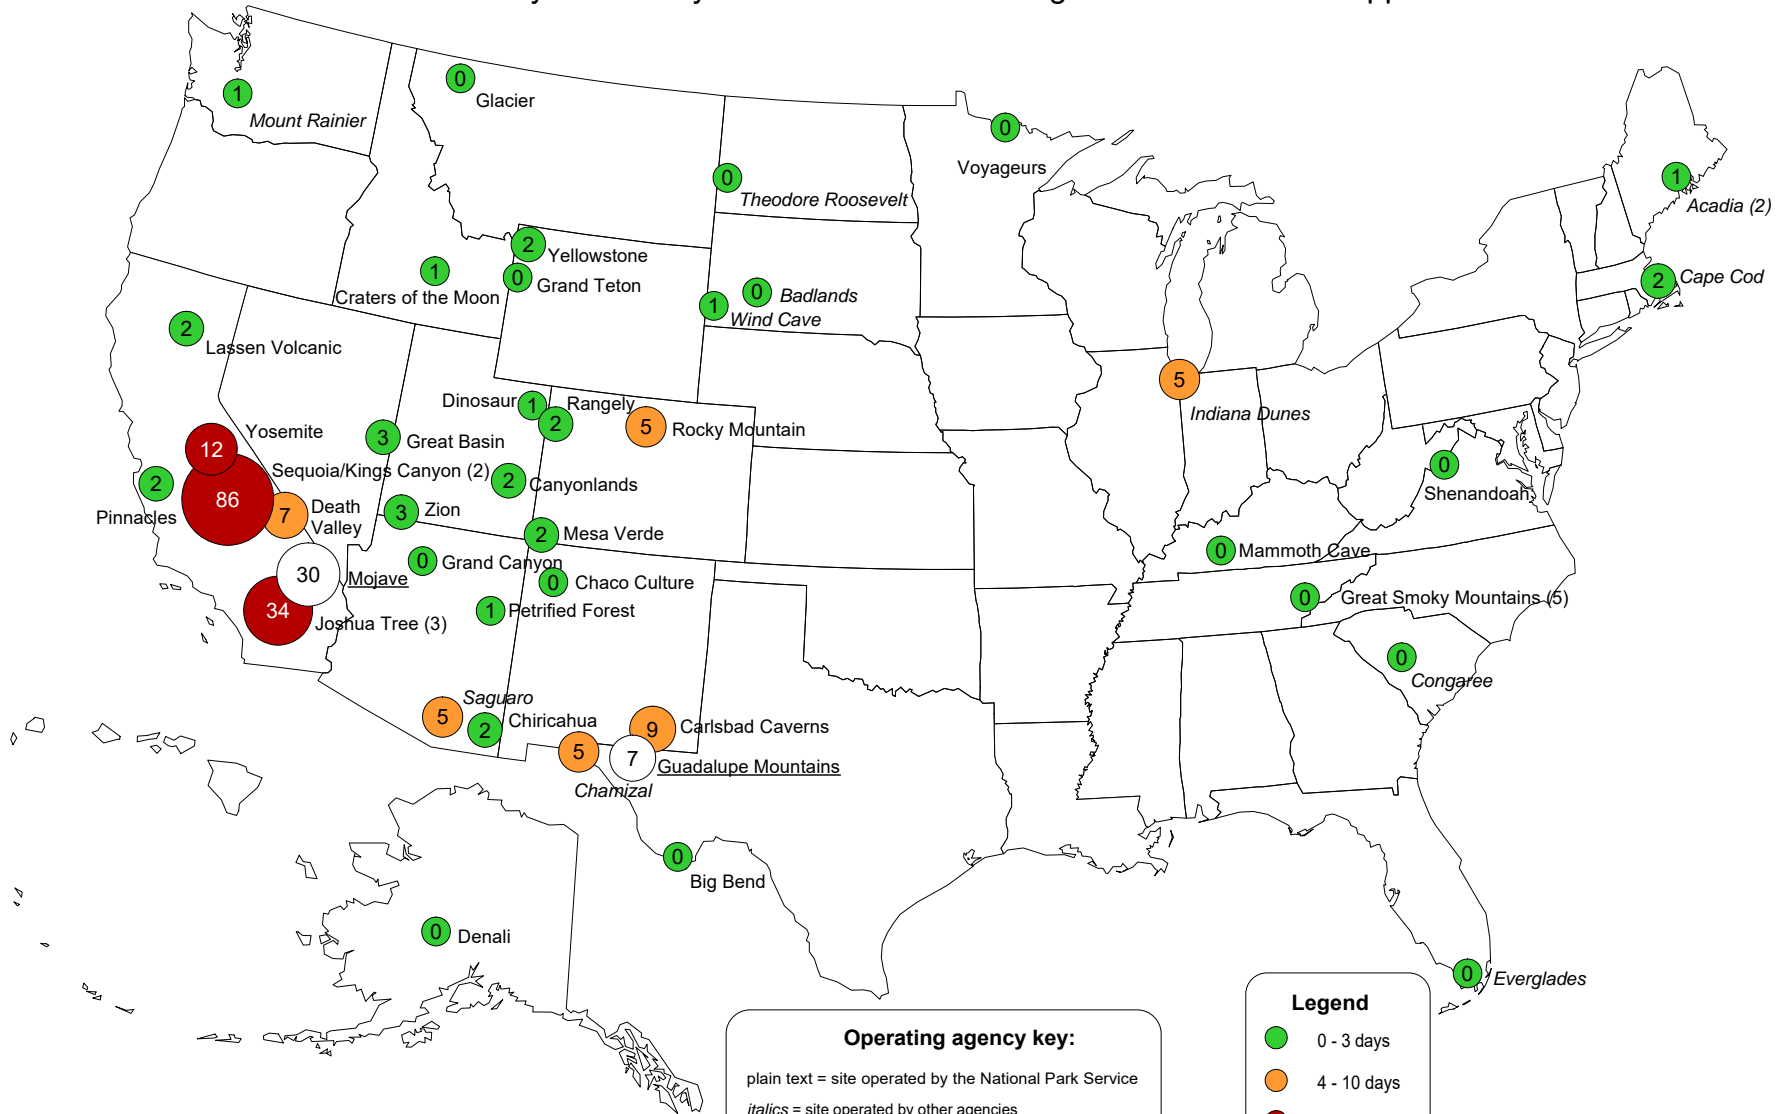 0
Glacier
1
Mount Rainier
0
Voyageurs
0
Theodore Roosevelt
1
Acadia (2)
2
Yellowstone
0
Grand Teton
1
Craters of the Moon
0
Badlands
1
Wind Cave
2
Cape Cod
2
Lassen Volcanic
5
Indiana Dunes
Dinosaur
1
Rangely
2
5
Rocky Mountain
12
Yosemite
3
Great Basin
Sequoia/Kings Canyon (2)
86
2
Pinnacles
2
Canyonlands
0
Shenandoah
7
Death
Valley
3
Zion
2
Mesa Verde
0
Mammoth Cave
0
Grand Canyon
30
Mojave
0
Chaco Culture
34
Joshua Tree (3)
1
Petrified Forest
0
Great Smoky Mountains (5)
0
Congaree
Saguaro
5
2
Chiricahua
9
Carlsbad Caverns
5
Chamizal
7
Guadalupe Mountains
0
Big Bend
0
Denali
0
Everglades
Operating agency key:
plain text = site operated by the National Park Service
italics = site operated by other agencies
Legend
0 - 3 days
4 - 10 days